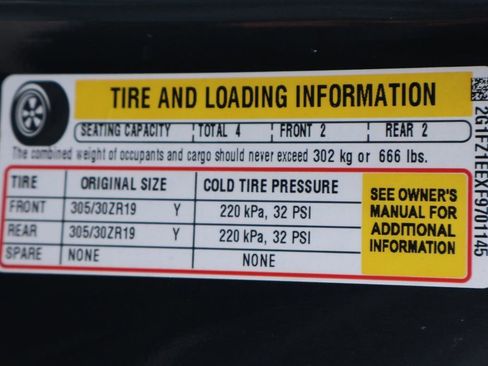 TIRE AND LOADING INFORMATION
SEATING CAPACITY TOTAL 4 FRONT 2 REAR 2
The combined weight of occupants and cargo should never exceed 302 kg or 666 lbs.
TIRE ORIGINAL SIZE COLD TIRE PRESSURE
FRONT 305/30ZR19 Y 220 kPa, 32 PSI
REAR 305/30ZR19 Y 220 kPa, 32 PSI
SPARE NONE NONE
SEE OWNER'S
MANUAL FOR
ADDITIONAL
INFORMATION
2G1FZ1EEXF9701145